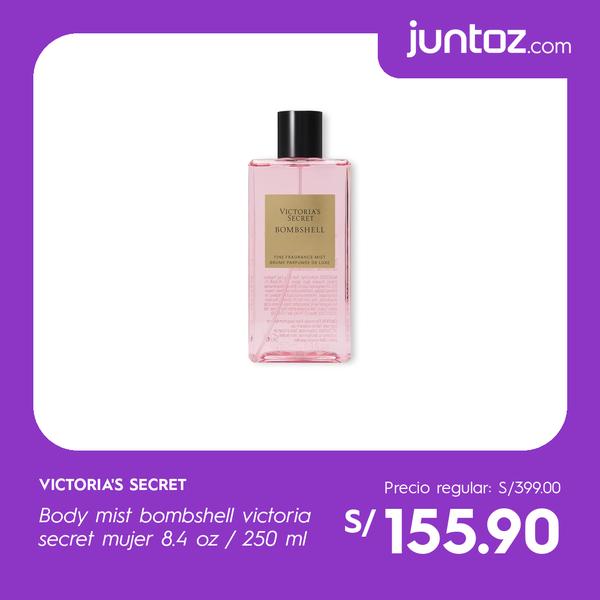 juntoz.com
VICTORIA'S
SECRET
BOMBSHELL
FINE FRAGRANCE MIST
BRUME PARFUMÉE DE LUXE
VICTORIA'S SECRET
Body mist bombshell victoria
secret mujer 8.4 oz / 250 ml
Precio regular: S/399.00
S/ 155.90